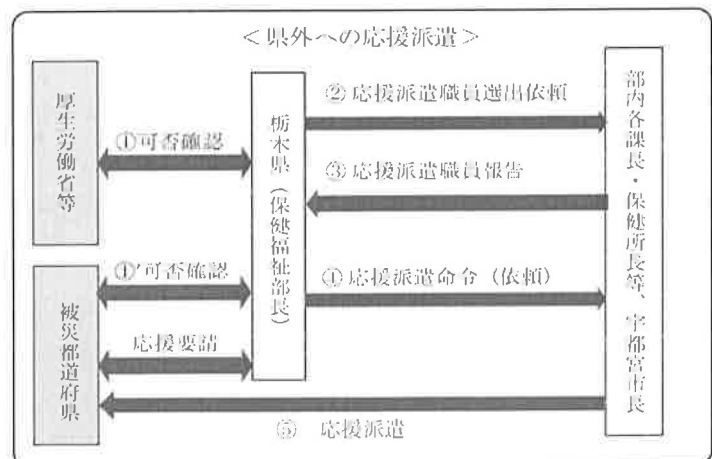 ＜県外への応援派遣＞
厚生労働省等
①可否確認
栃木県（保健福祉部長）
②応援派遣職員選出依頼
③応援派遣職員報告
部内各課長・保健所長等、宇都宮市長
被災都道府県
①’可否確認
①応援派遣命令（依頼）
応援要請
⑤ 応援派遣